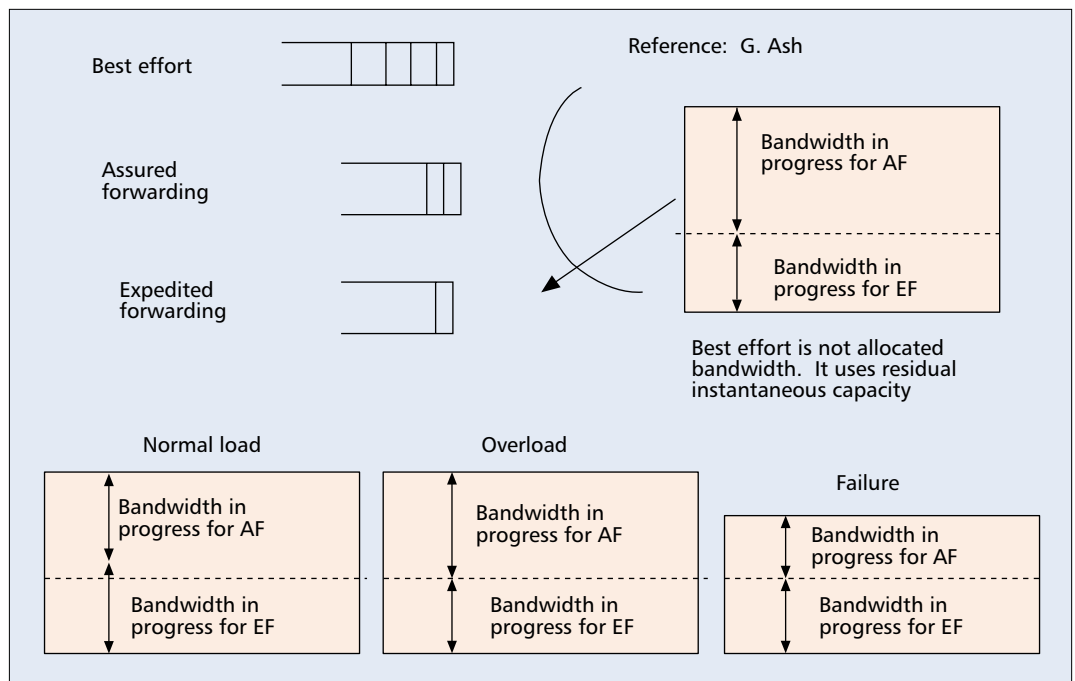 Best effort
Reference: G. Ash
Assured
forwarding
Bandwidth in
progress for AF
Expedited
forwarding
Bandwidth in
progress for EF
Best effort is not allocated
bandwidth. It uses residual
instantaneous capacity
Normal load
Overload
Failure
Bandwidth in
progress for AF
Bandwidth in
progress for EF
Bandwidth in
progress for AF
Bandwidth in
progress for EF
Bandwidth in
progress for AF
Bandwidth in
progress for EF